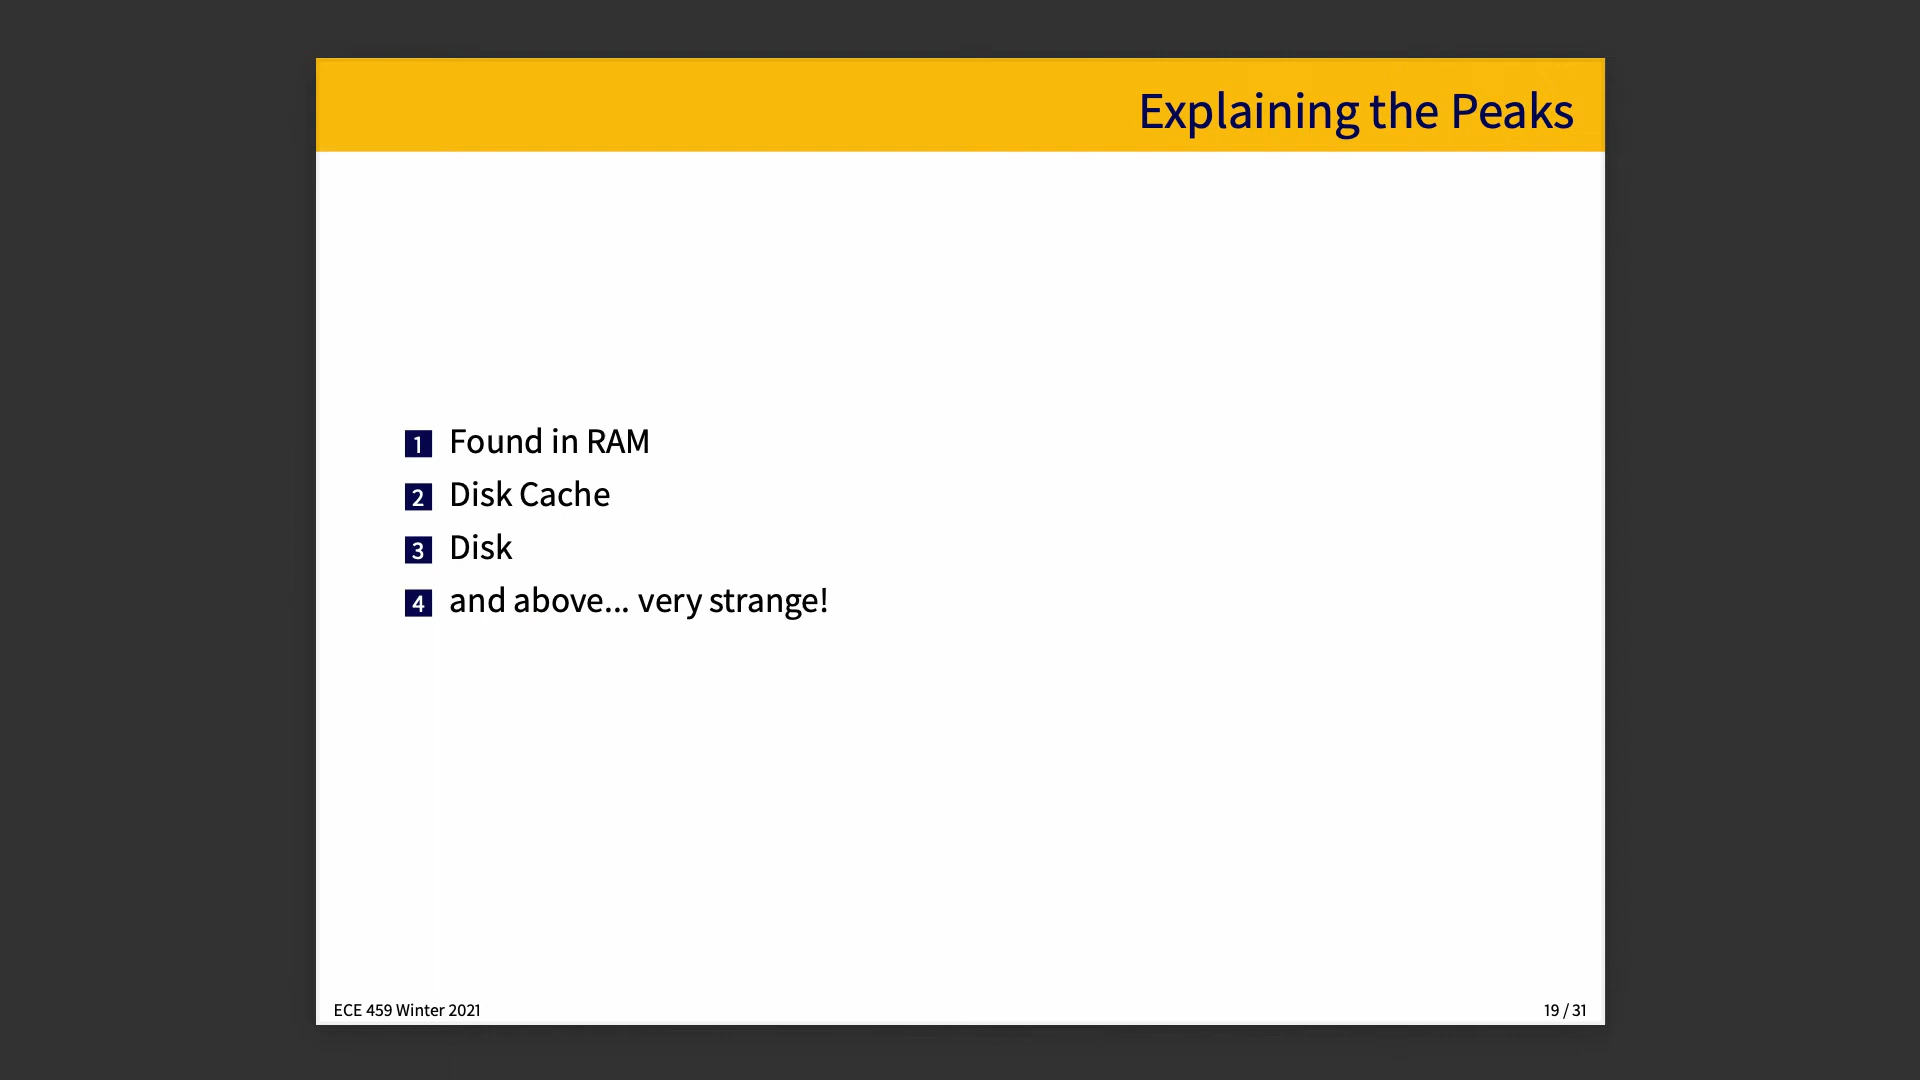 Explaining the Peaks
1 Found in RAM
2 Disk Cache
3 Disk
4 and above... very strange!
ECE 459 Winter 2021
19 / 31